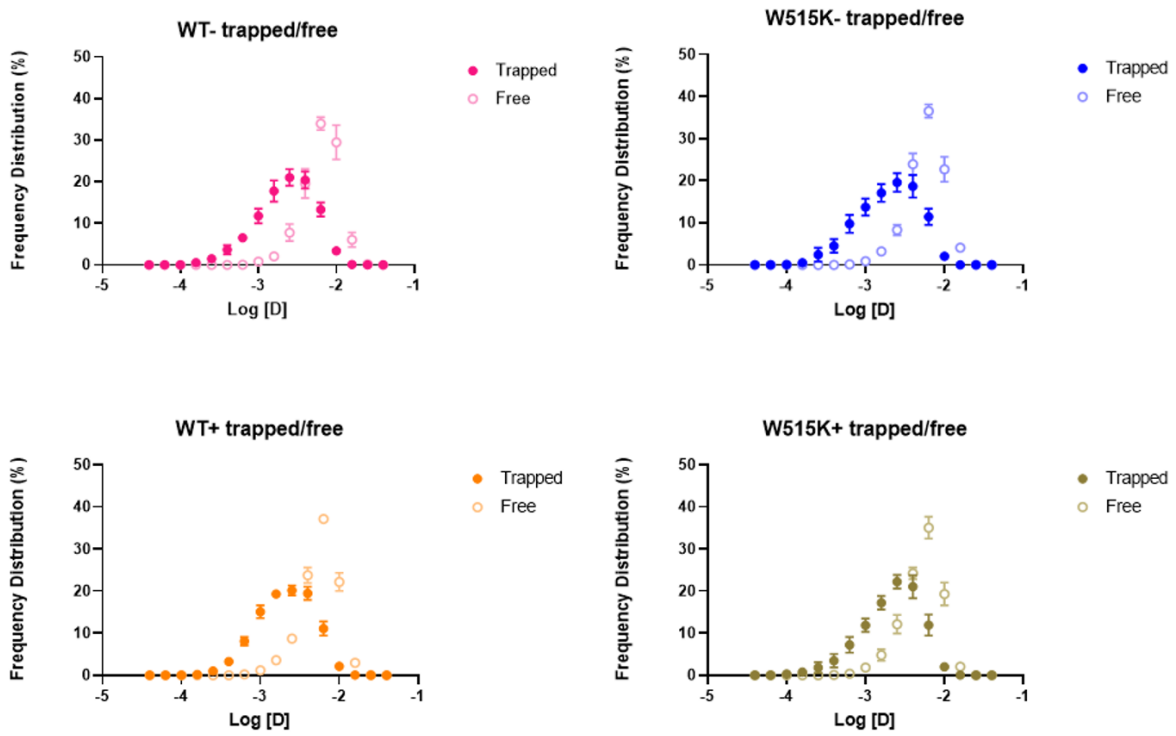 WT- trapped/free
Frequency Distribution (%)
50
40
30
20
10
0
-5
-4
-3
-2
-1
Log [D]
Trapped
Free
W515K- trapped/free
Frequency Distribution (%)
50
40
30
20
10
0
-5
-4
-3
-2
-1
Log [D]
Trapped
Free
WT+ trapped/free
Frequency Distribution (%)
50
40
30
20
10
0
-5
-4
-3
-2
-1
Log [D]
Trapped
Free
W515K+ trapped/free
Frequency Distribution (%)
50
40
30
20
10
0
-5
-4
-3
-2
-1
Log [D]
Trapped
Free